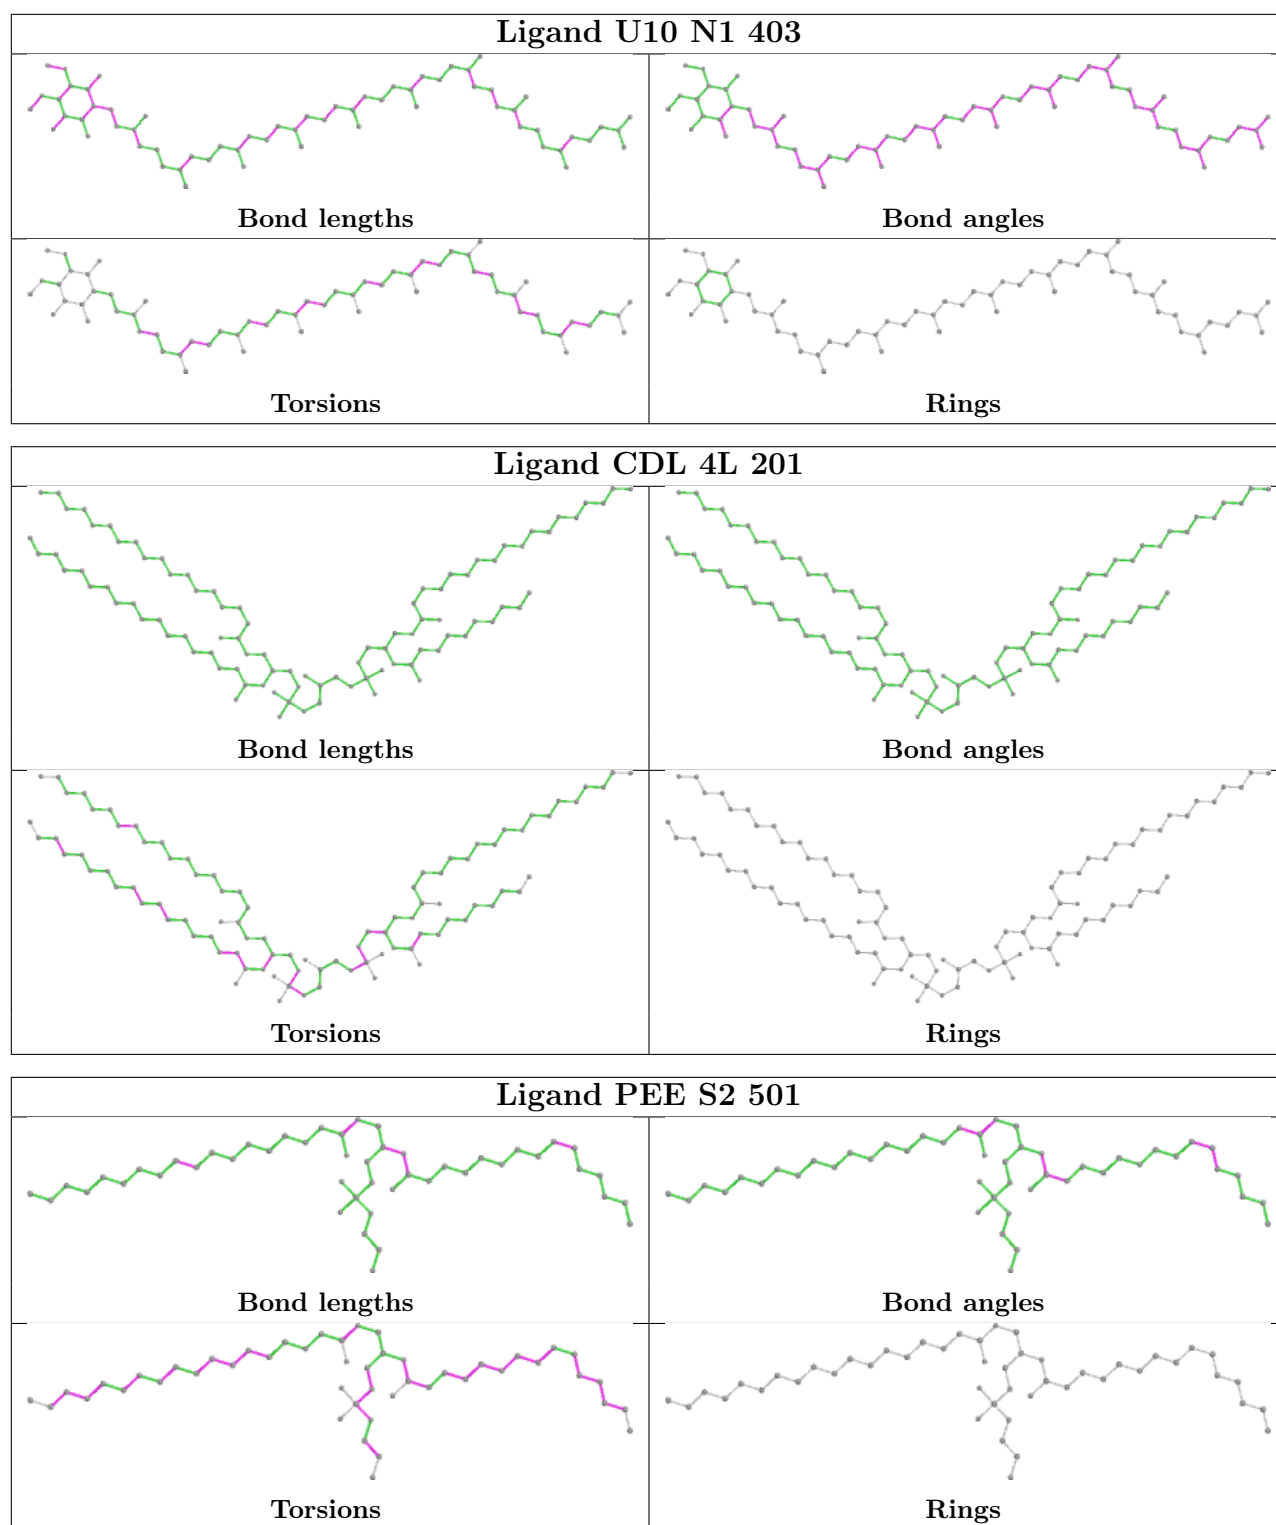 Ligand U10 N1 403
Bond lengths
Bond angles
Torsions
Rings
Ligand CDL 4L 201
Bond lengths
Bond angles
Torsions
Rings
Ligand PEE S2 501
Bond lengths
Bond angles
Torsions
Rings